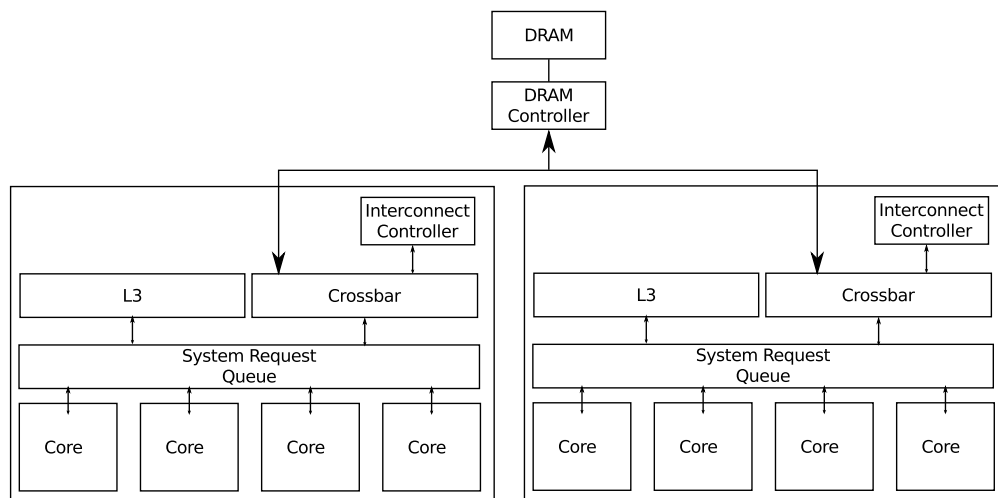 DRAM
DRAM
Controller
Interconnect
Controller
L3
Crossbar
System Request
Queue
Core
Core
Core
Core
Interconnect
Controller
L3
Crossbar
System Request
Queue
Core
Core
Core
Core